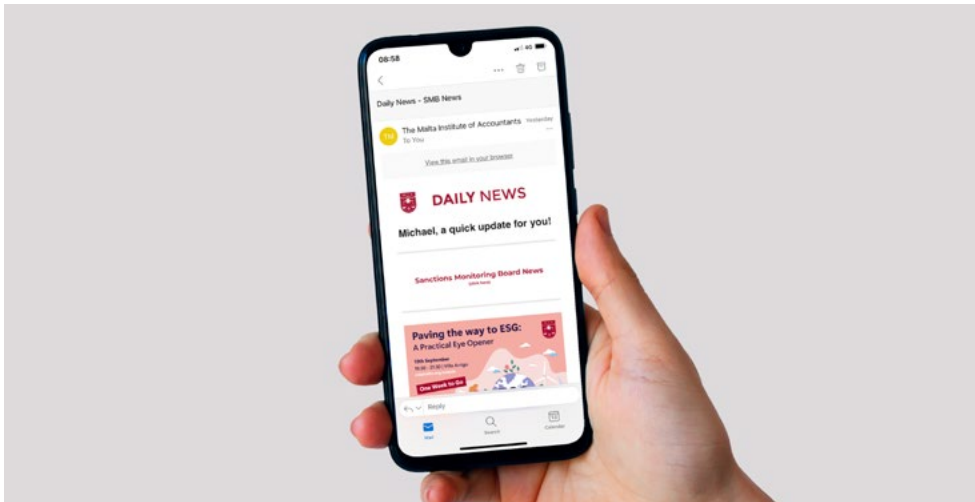 08:58
4G
Daily News - SMB News
TM
The Malta Institute of Accountants
Yesterday
To You
View this email in your browser
DAILY NEWS
Michael, a quick update for you!
Sanctions Monitoring Board News
Paving the way to ESG:
A Practical Eye Opener
One Week to Go
Reply
Mail
Search
Calendar